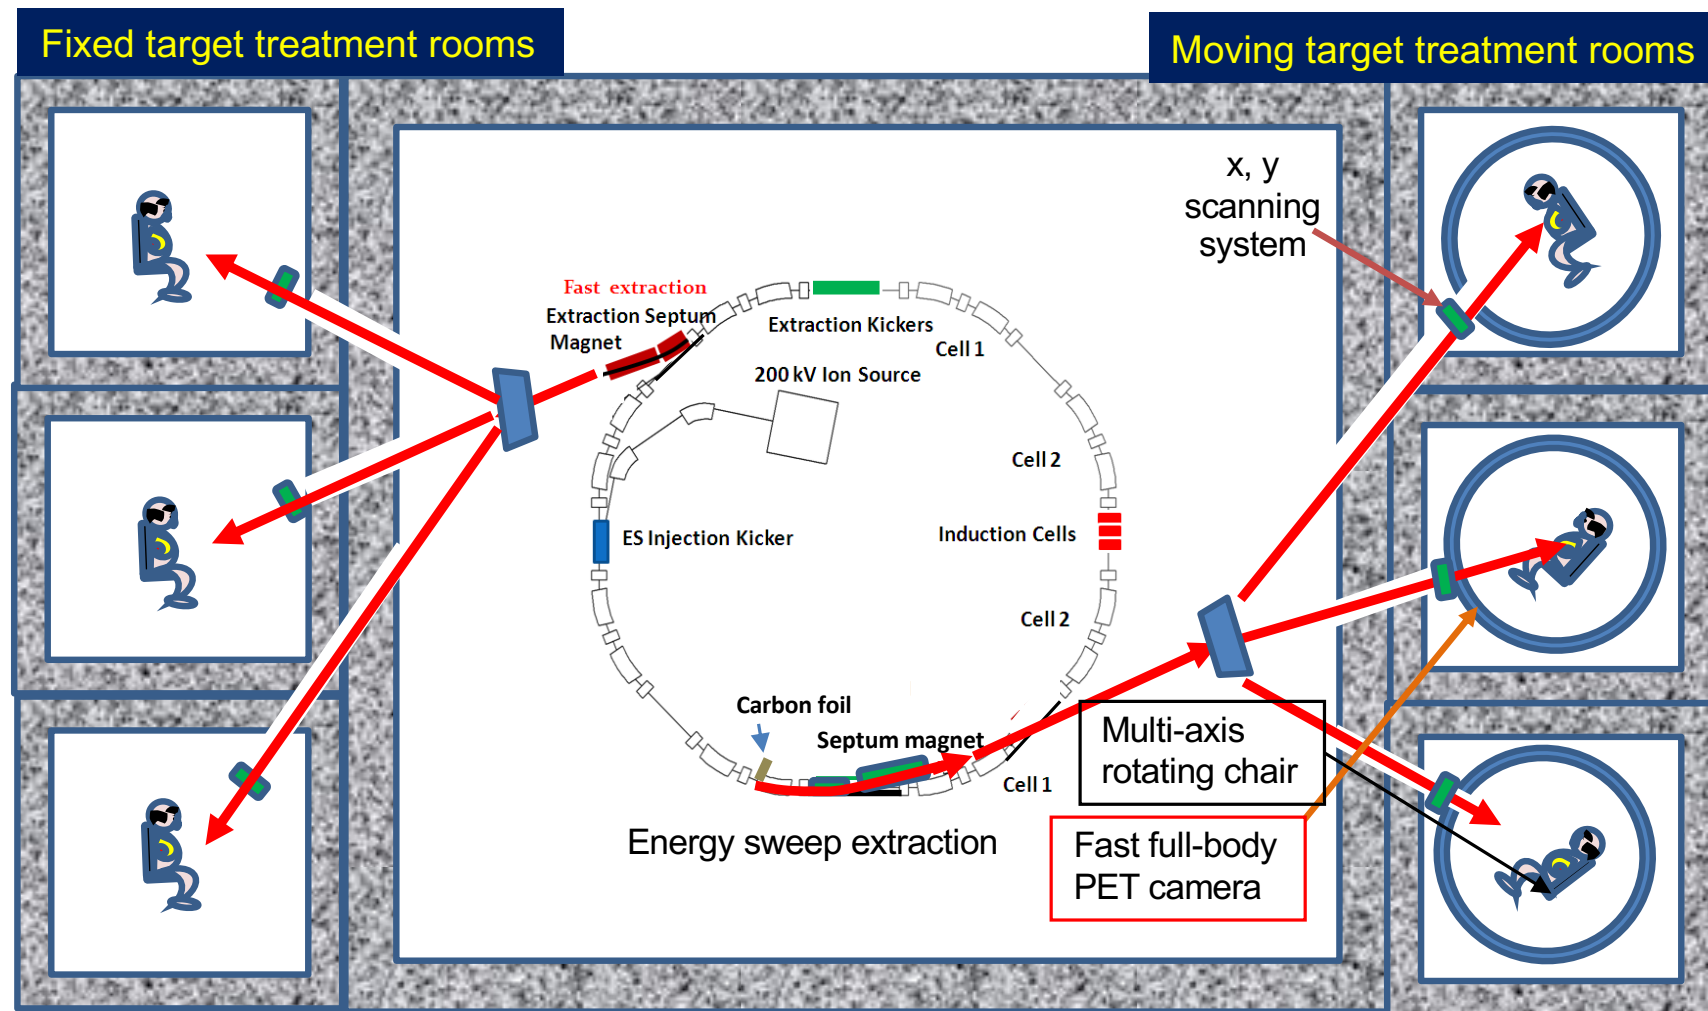 Fixed target treatment rooms
Moving target treatment rooms
x, y
scanning
system
Fast extraction
Extraction Septum
Magnet
Extraction Kickers
Cell 1
200 kV Ion Source
Cell 2
ES Injection Kicker
Induction Cells
Cell 2
Carbon foil
Septum magnet
Cell 1
Multi-axis
rotating chair
Energy sweep extraction
Fast full-body
PET camera